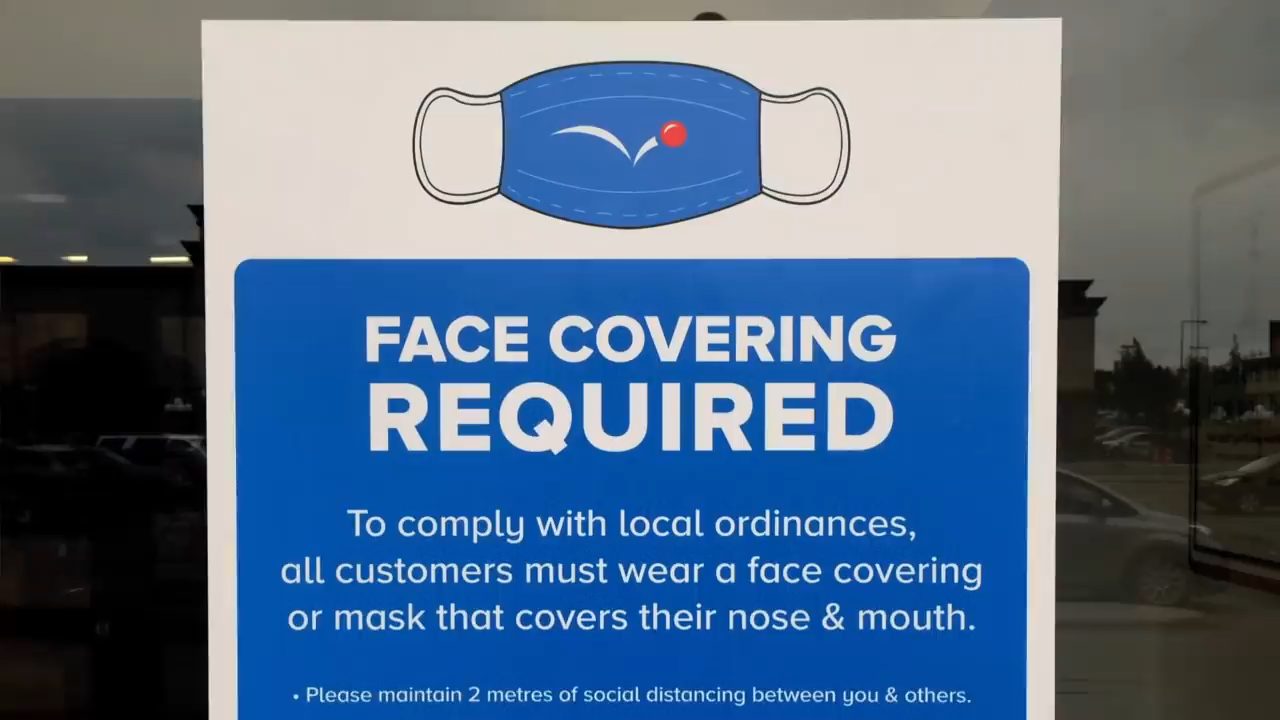 FACE COVERING
REQUIRED
To comply with local ordinances,
all customers must wear a face covering
or mask that covers their nose & mouth.
• Please maintain 2 metres of social distancing between you & others.